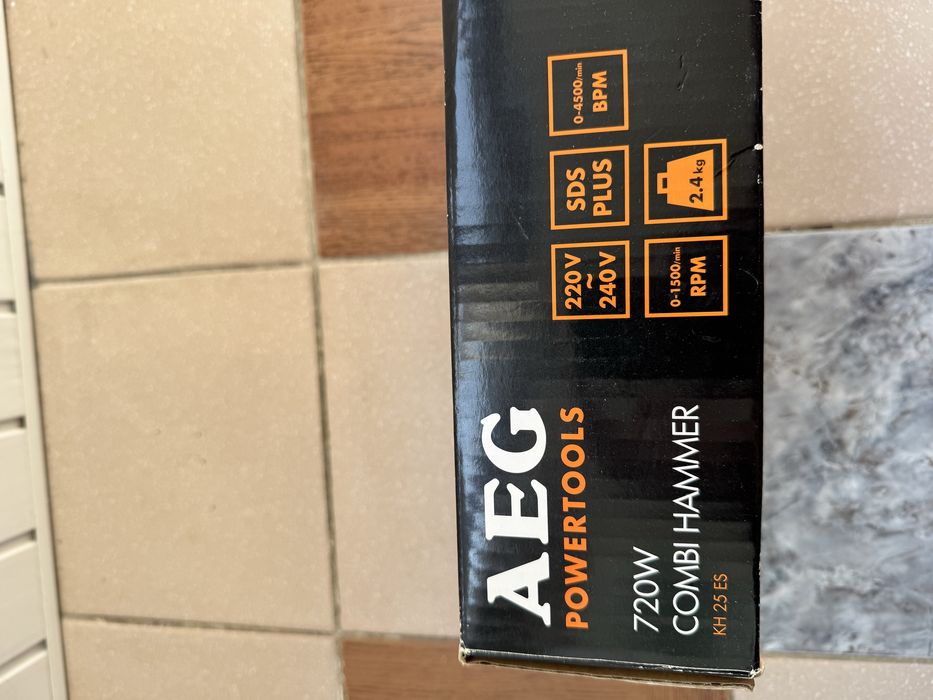 AEG
POWERTOOLS
720W
COMBI HAMMER
KH 25 ES
220V
~
240V
SDS
PLUS
0-4500/min
BPM
0-1500/min
RPM
2.4 kg